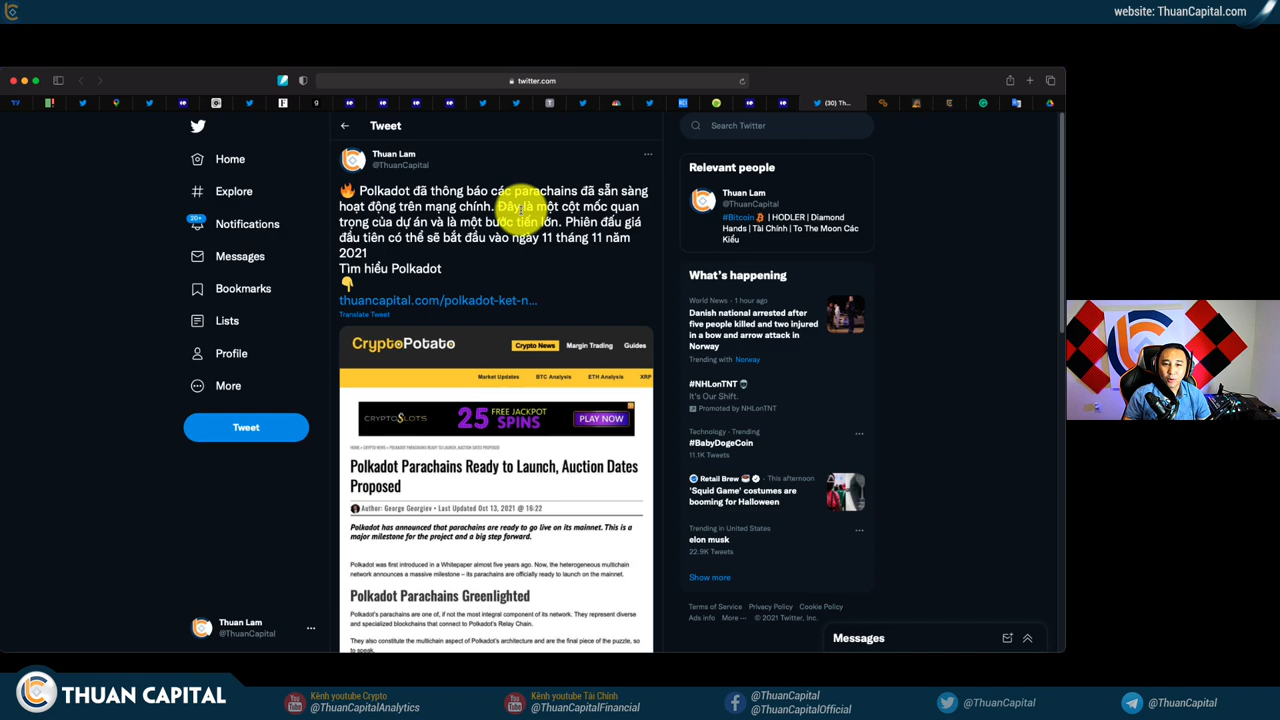 website: ThuanCapital.com
twitter.com
(30) Th...
Tweet
Search Twitter
Home
Explore
20+
Notifications
Messages
Bookmarks
Lists
Profile
More
Tweet
Thuan Lam
@ThuanCapital
Thuan Lam
@ThuanCapital
🔥 Polkadot đã thông báo các parachains đã sẵn sàng
hoạt động trên mạng chính. Đây là một cột mốc quan
trọng của dự án và là một bước tiến lớn. Phiên đấu giá
đầu tiên có thể sẽ bắt đầu vào ngày 11 tháng 11 năm
2021
Tìm hiểu Polkadot
👇
thuancapital.com/polkadot-ket-n...
Translate Tweet
CryptoPotato
Crypto News
Margin Trading
Guides
Market Updates
BTC Analysis
ETH Analysis
XRP
CRYPTOSLOTS
25 FREE JACKPOT
SPINS
PLAY NOW
HOME » CRYPTO NEWS » POLKADOT PARACHAINS READY TO LAUNCH, AUCTION DATES PROPOSED
Polkadot Parachains Ready to Launch, Auction Dates
Proposed
Author: George Georgiev • Last Updated Oct 13, 2021 @ 16:22
Polkadot has announced that parachains are ready to go live on its mainnet. This is a
major milestone for the project and a big step forward.
Polkadot was first introduced in a Whitepaper almost five years ago. Now, the heterogeneous multichain
network announces a massive milestone – its parachains are officially ready to launch on the mainnet.
Polkadot Parachains Greenlighted
Polkadot's parachains are one of, if not the most integral component of its network. They represent diverse
and specialized blockchains that connect to Polkadot's Relay Chain.
They also constitute the multichain aspect of Polkadot's architecture and are the final piece of the puzzle, so
to speak.
Relevant people
Thuan Lam
@ThuanCapital
#Bitcoin | HODLER | Diamond
Hands | Tài Chính | To The Moon Các
Kiểu
What's happening
World News · 1 hour ago
Danish national arrested after
five people killed and two injured
in a bow and arrow attack in
Norway
Trending with Norway
#NHLonTNT
It's Our Shift.
Promoted by NHLonTNT
Technology · Trending
#BabyDogeCoin
11.1K Tweets
Retail Brew · This afternoon
'Squid Game' costumes are
booming for Halloween
Trending in United States
elon musk
22.9K Tweets
Show more
Terms of Service Privacy Policy Cookie Policy
Ads info More ··· © 2021 Twitter, Inc.
Messages
THUAN CAPITAL
Kênh youtube Crypto
@ThuanCapitalAnalytics
Kênh youtube Tài Chính
@ThuanCapitalFinancial
@ThuanCapital
@ThuanCapitalOfficial
@ThuanCapital
@ThuanCapital